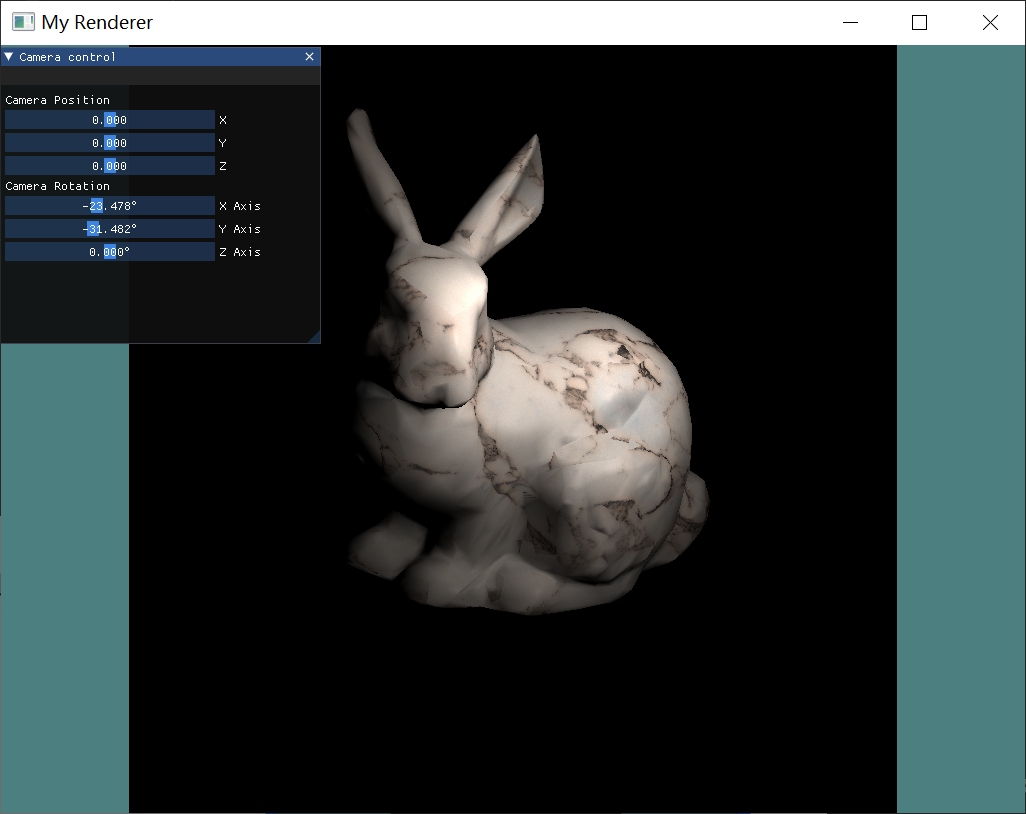 My Renderer
Camera control
Camera Position
0.000 X
0.000 Y
0.000 Z
Camera Rotation
-23.478° X Axis
-31.482° Y Axis
0.000° Z Axis